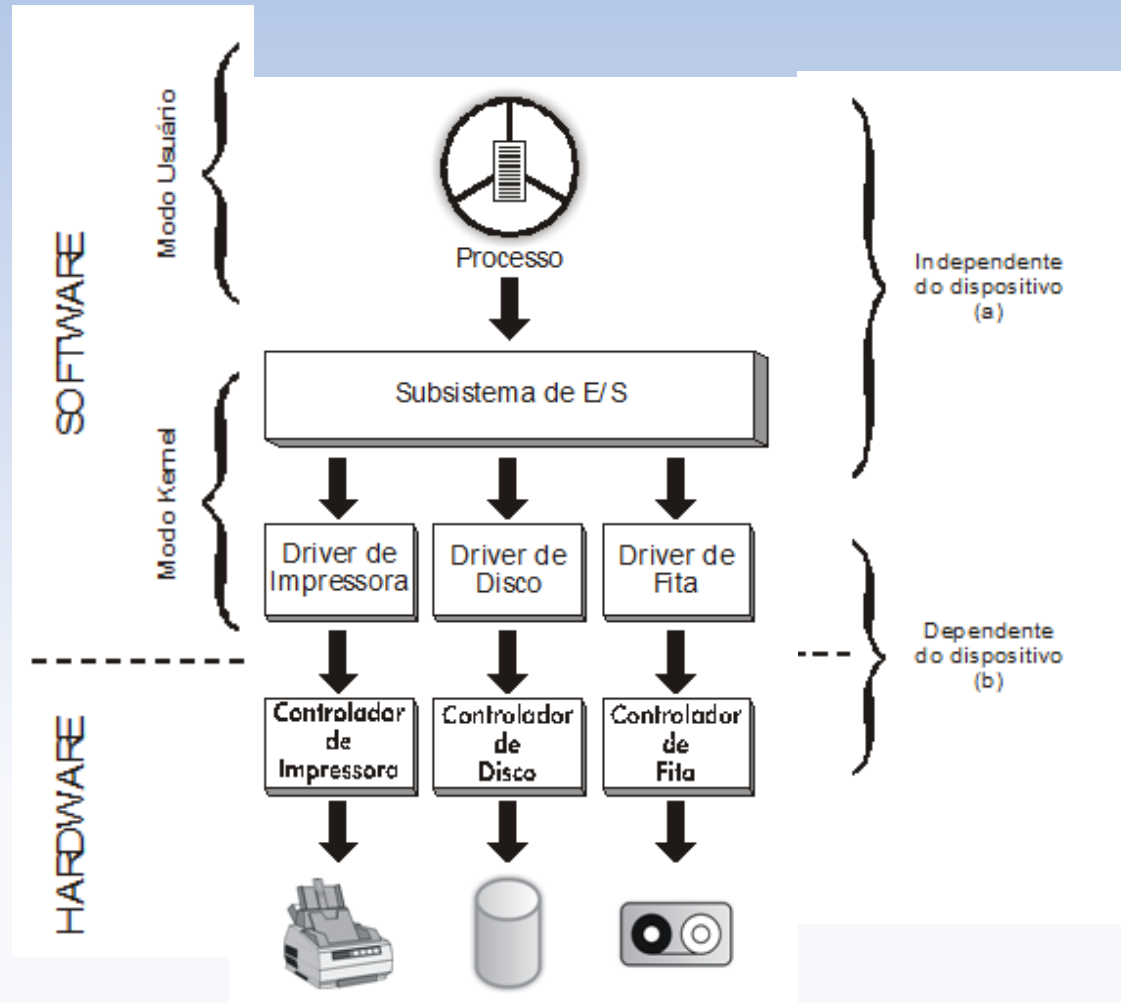 SOFTWARE
Modo Usuário
Processo
Independente
do dispositivo
(a)
Modo Kernel
Subsistema de E/S
Driver de
Impressora
Driver de
Disco
Driver de
Fita
Dependente
do dispositivo
(b)
HARDWARE
Controlador
de
Impressora
Controlador
de
Disco
Controlador
de
Fita